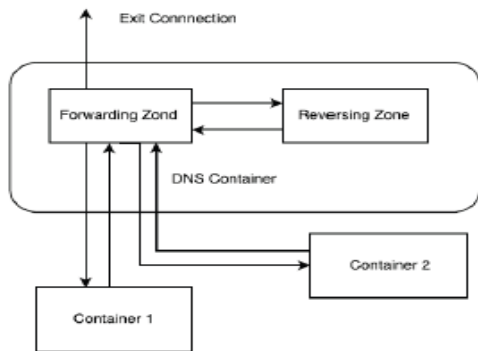 Exit Connnection
Forwarding Zond
Reversing Zone
DNS Container
Container 2
Container 1